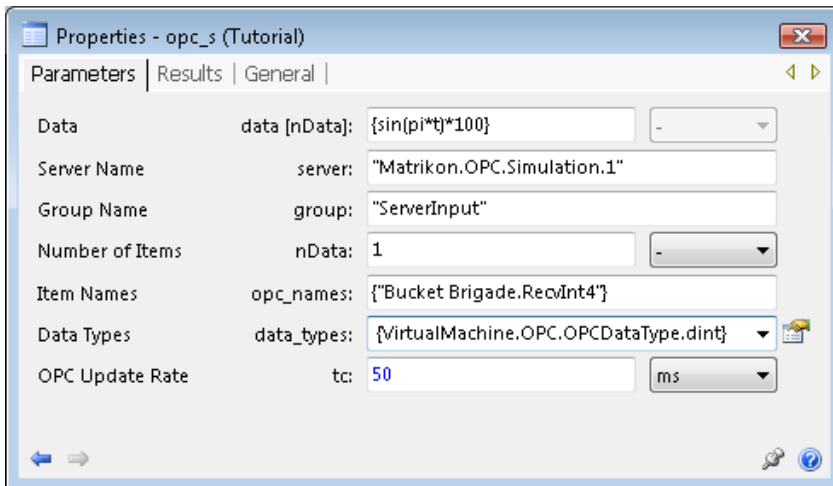 Properties - opc_s (Tutorial)
Parameters | Results | General |
Data data [nData]: {sin(pi*t)*100} -
Server Name server: "Matrikon.OPC.Simulation.1"
Group Name group: "ServerInput"
Number of Items nData: 1 -
Item Names opc_names: {"Bucket Brigade.RecvInt4"}
Data Types data_types: {VirtualMachine.OPC.OPCDataType.dint}
OPC Update Rate tc: 50 ms